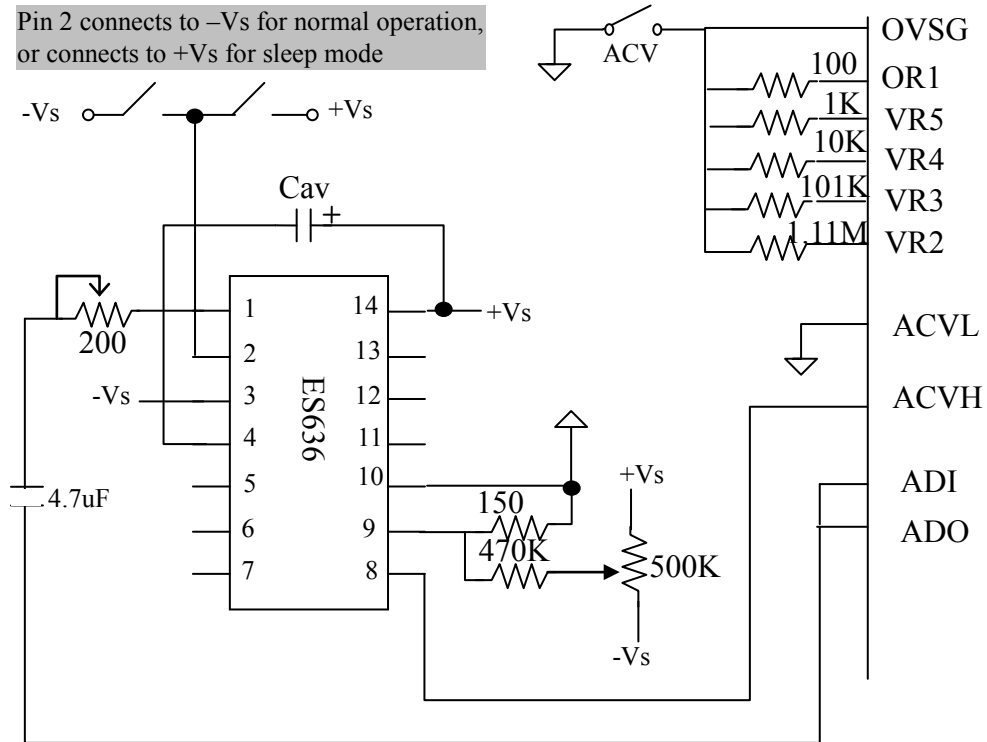 Pin 2 connects to –Vs for normal operation,
or connects to +Vs for sleep mode
-Vs
+Vs
ACV
OVSG
100
OR1
1K
VR5
10K
VR4
101K
VR3
1.11M
VR2
Cav
+
200
1
14
+Vs
2
13
-Vs
3
12
4
11
5
10
6
9
7
8
ES636
4.7uF
150
470K
+Vs
500K
-Vs
ACVL
ACVH
ADI
ADO